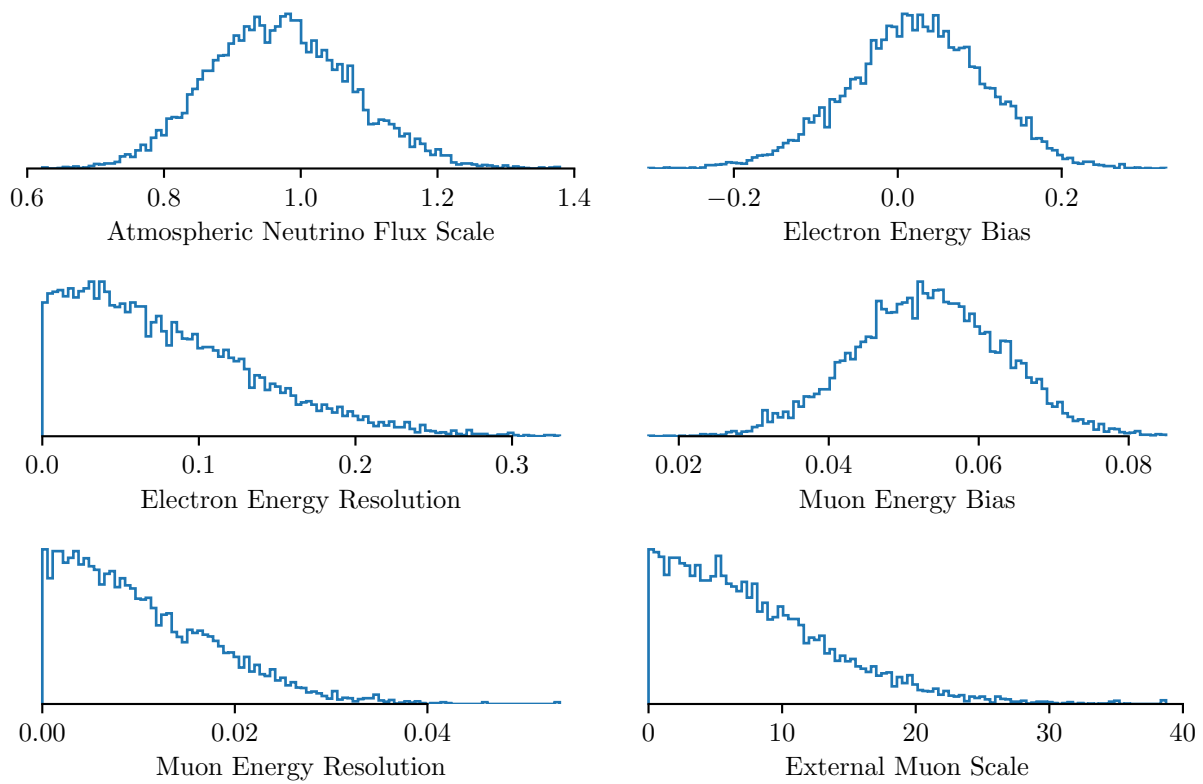 0.6 0.8 1.0 1.2 1.4
Atmospheric Neutrino Flux Scale
−0.2 0.0 0.2
Electron Energy Bias
0.0 0.1 0.2 0.3
Electron Energy Resolution
0.02 0.04 0.06 0.08
Muon Energy Bias
0.00 0.02 0.04
Muon Energy Resolution
0 10 20 30 40
External Muon Scale